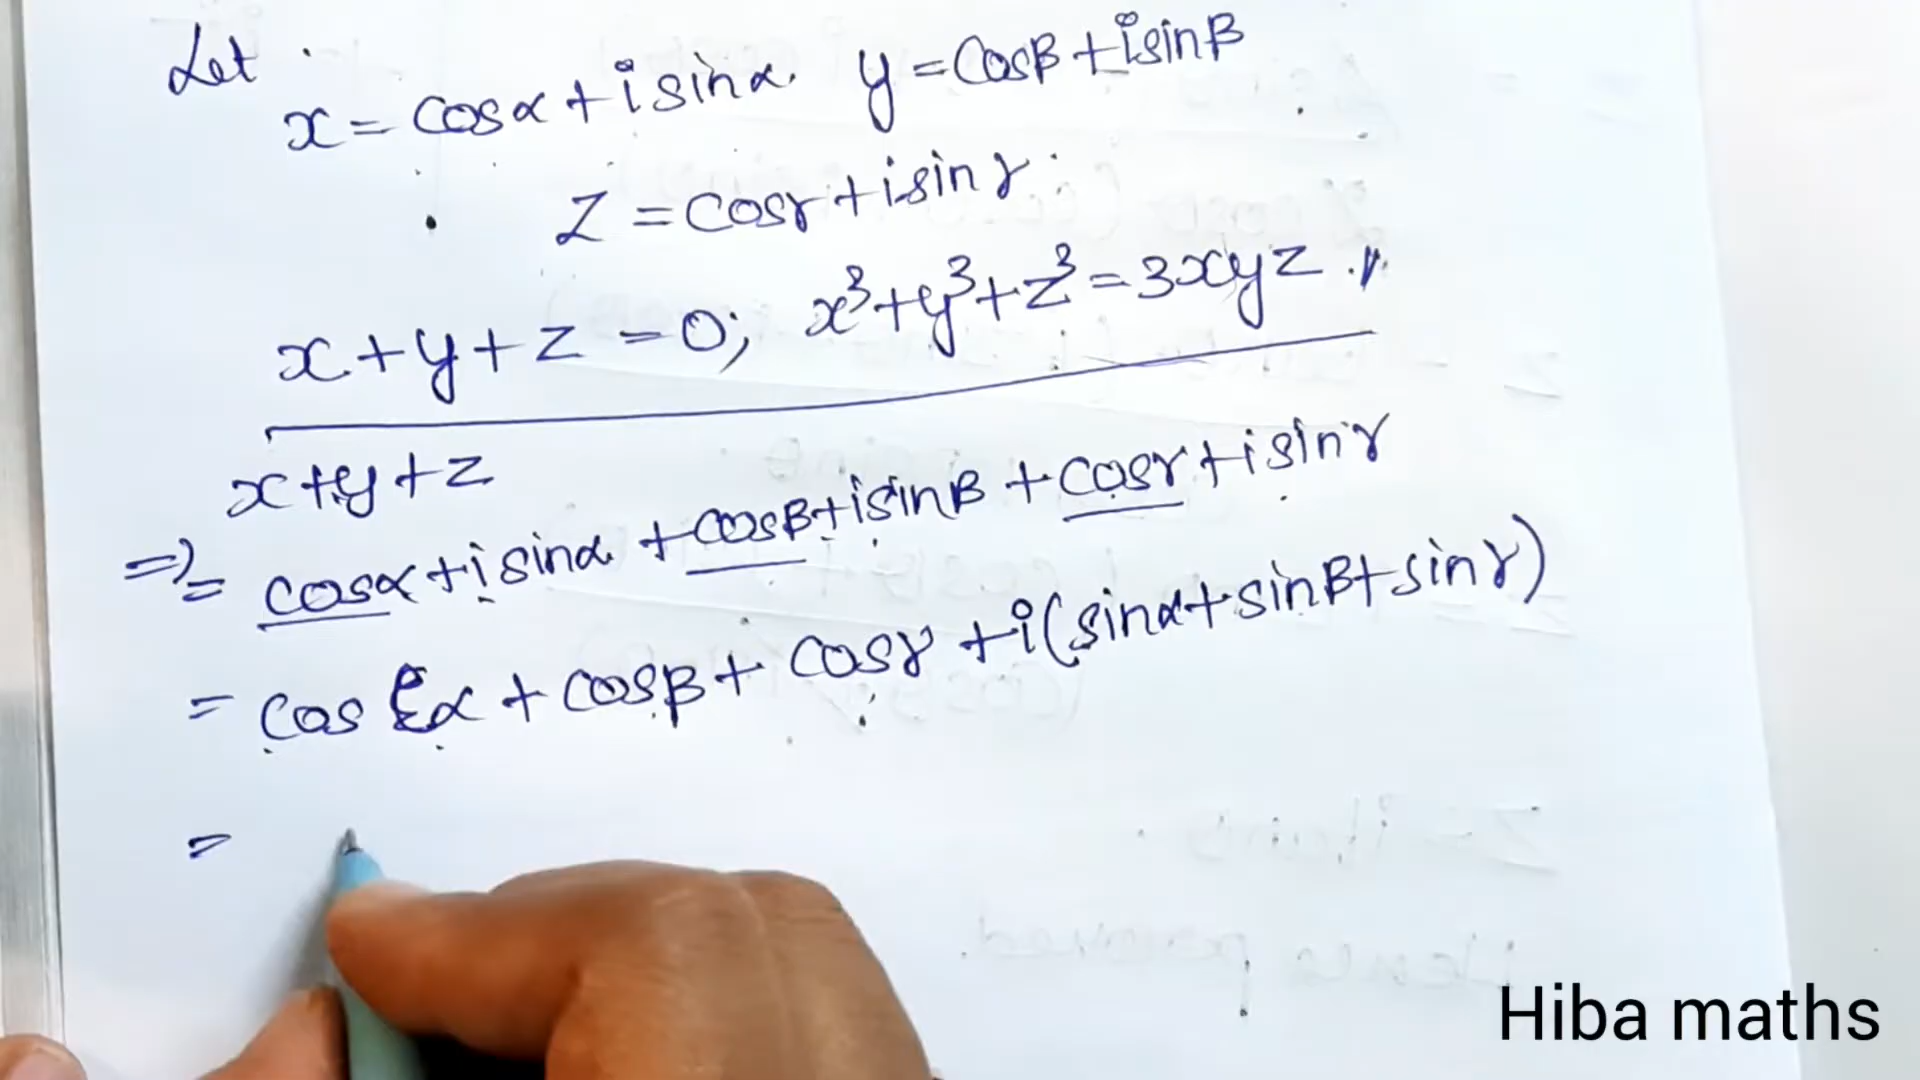 Let
x = cosα + i sinα. y = cosβ + i sinβ
z = cosγ + i sinγ.
x + y + z = 0; x³ + y³ + z³ = 3xyz.
x + y + z
⇒ = cosα + i sinα + cosβ + i sinβ + cosγ + i sinγ
= cos α + cosβ + cosγ + i(sinα + sinβ + sinγ)
=
Hiba maths